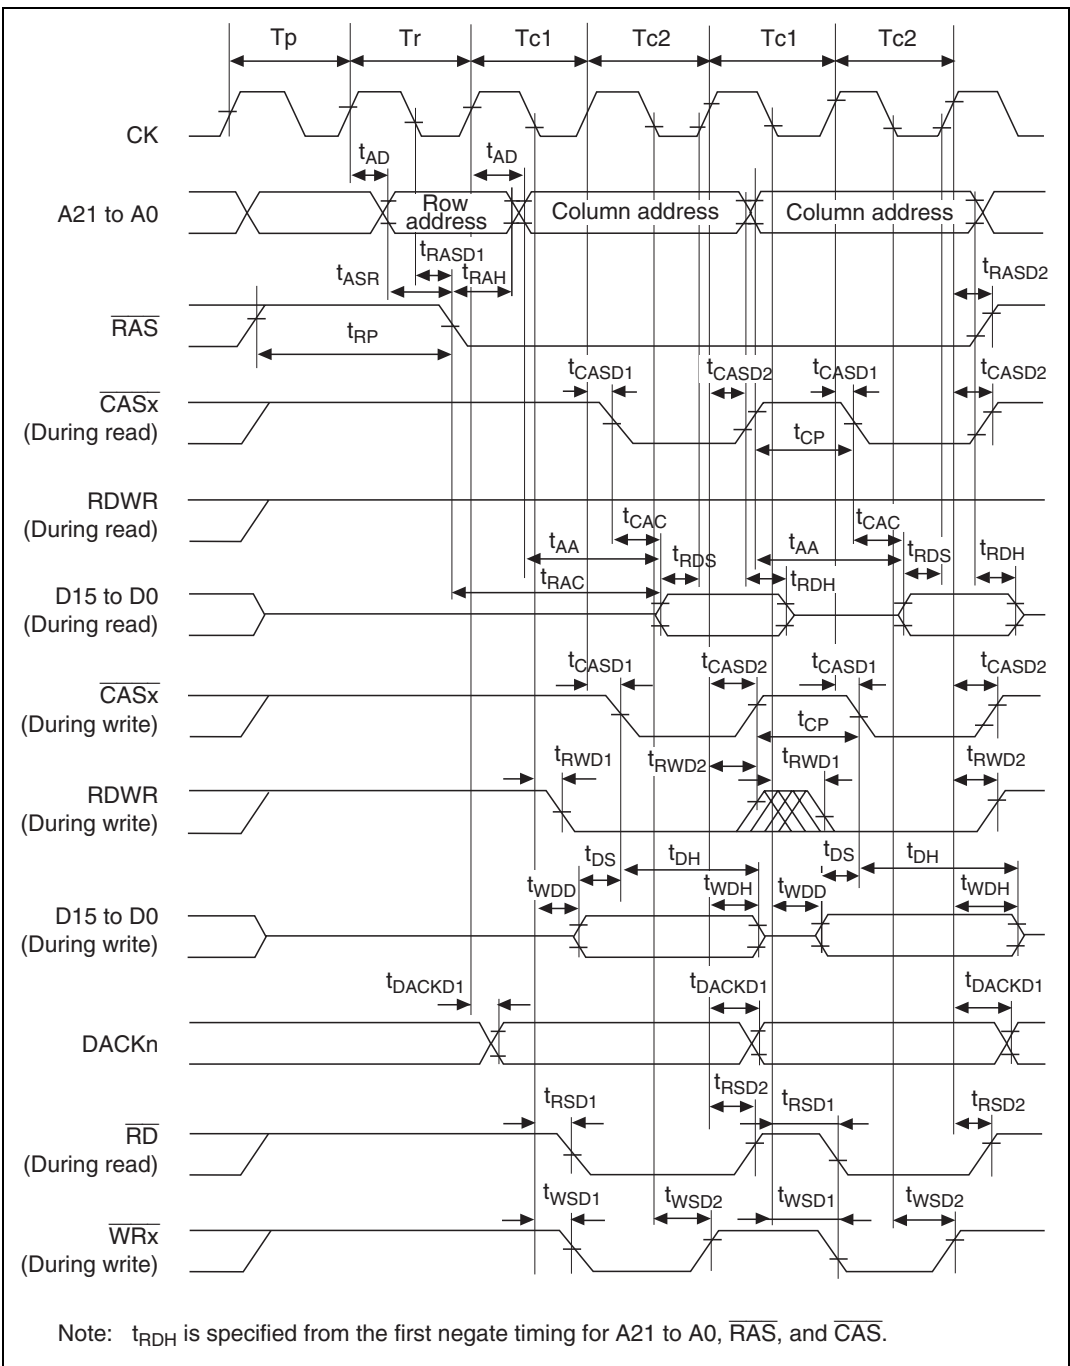 Tp Tr Tc1 Tc2 Tc1 Tc2
CK
tAD tAD
A21 to A0 Row address Column address Column address
tRASD1
tASR tRAH tRASD2
RAS
tRP
tCASD1 tCASD2 tCASD1 tCASD2
CASx
(During read)
tCP
RDWR
(During read)
tCAC tCAC
tAA tRDS tAA tRDS tRDH
tRAC tRDH
D15 to D0
(During read)
tCASD1 tCASD2 tCASD1 tCASD2
CASx
(During write)
tCP
tRWD1 tRWD2 tRWD1 tRWD2
RDWR
(During write)
tDS tDH tDS tDH
tWDD tWDH tWDD tWDH
D15 to D0
(During write)
tDACKD1 tDACKD1 tDACKD1
DACKn
tRSD1 tRSD2 tRSD1 tRSD2
RD
(During read)
tWSD1 tWSD2 tWSD1 tWSD2
WRx
(During write)
Note: tRDH is specified from the first negate timing for A21 to A0, RAS, and CAS.